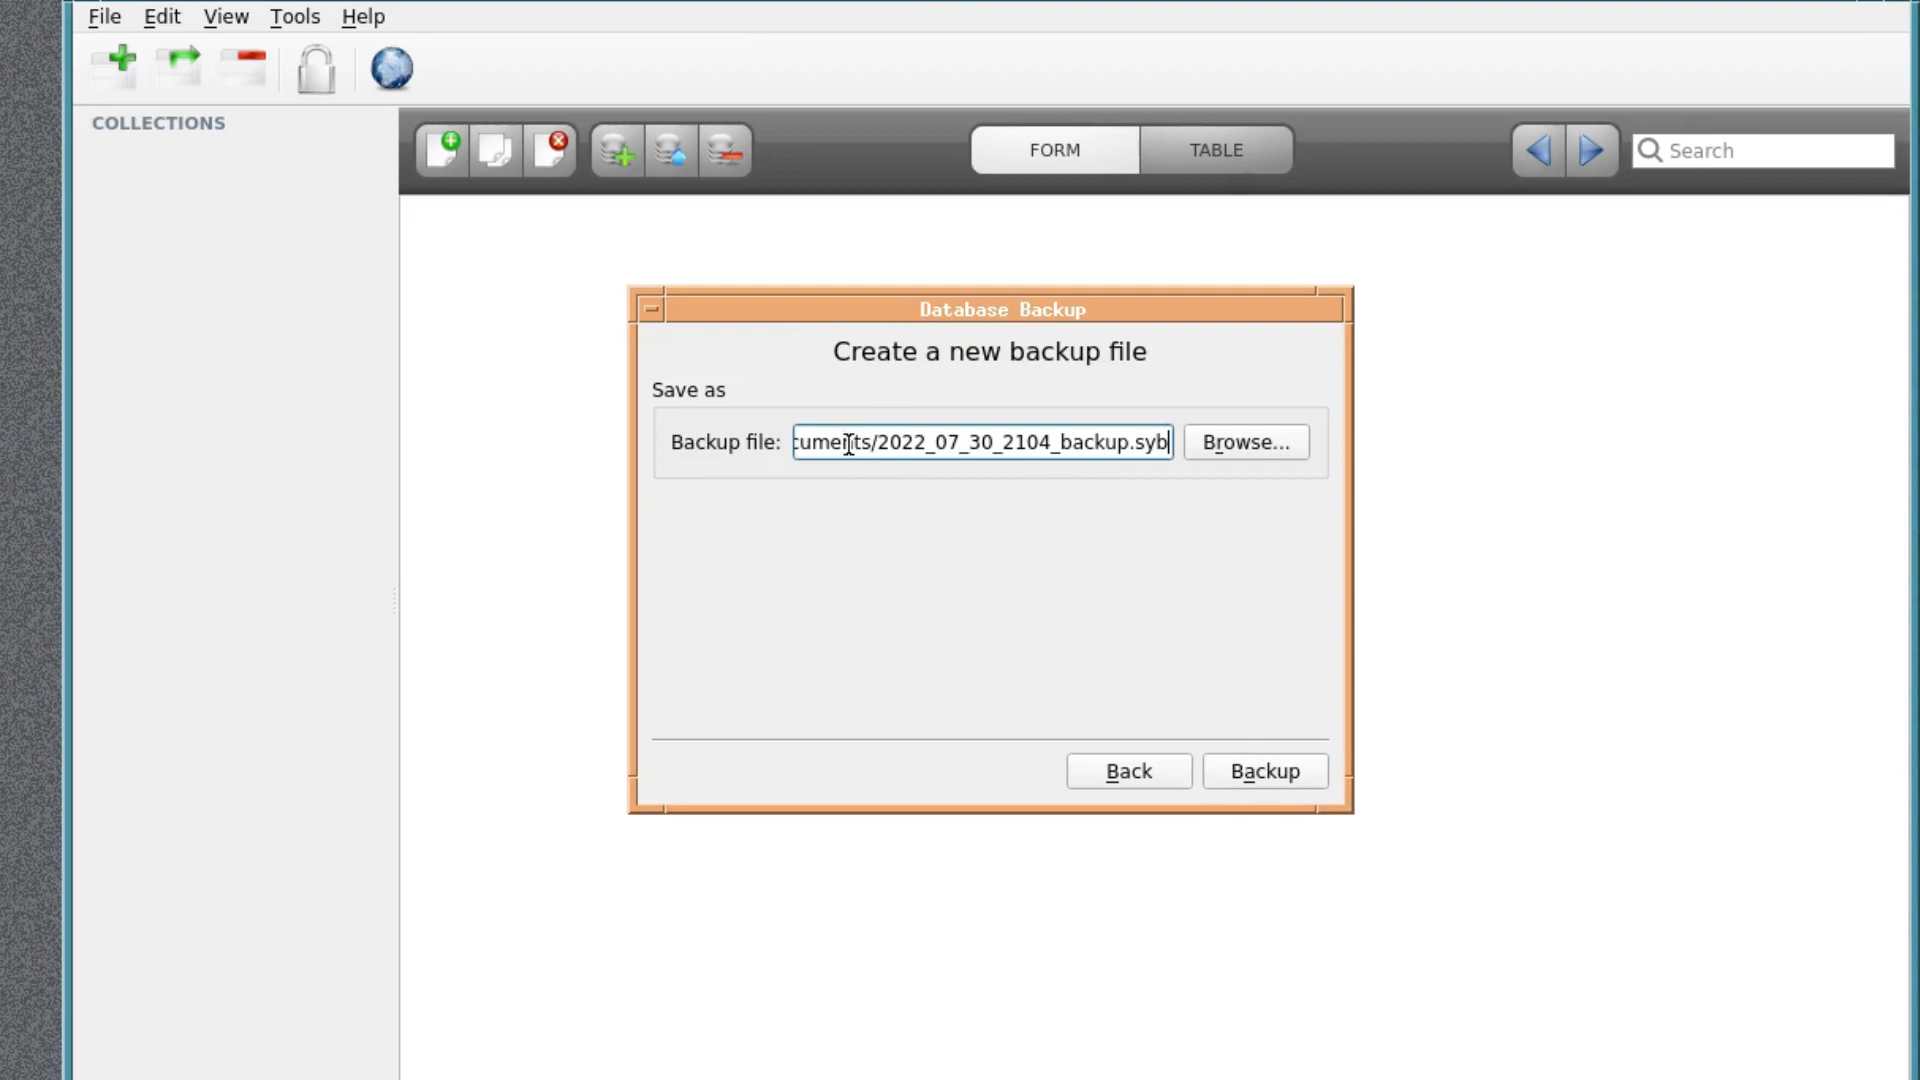 File Edit View Tools Help
COLLECTIONS
FORM TABLE Search
Database Backup
Create a new backup file
Save as
Backup file: cuments/2022_07_30_2104_backup.syb Browse...
Back Backup